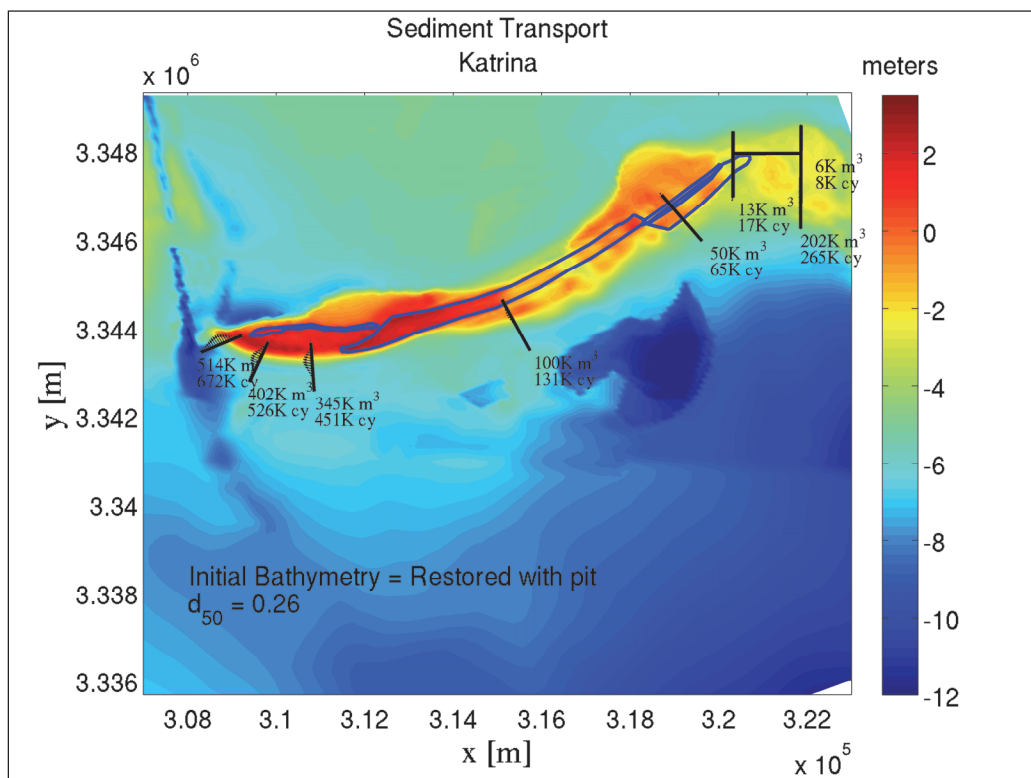 Sediment Transport
Katrina
x 10^6
meters
3.348
3.346
3.344
3.342
3.34
3.338
3.336
y [m]
6K m^3
8K cy
13K m^3
17K cy
202K m^3
265K cy
50K m^3
65K cy
100K m^3
131K cy
514K m
672K cy
402K m^3
526K cy
345K m^3
451K cy
Initial Bathymetry = Restored with pit
d_50 = 0.26
2
0
-2
-4
-6
-8
-10
-12
3.08 3.1 3.12 3.14 3.16 3.18 3.2 3.22
x [m]
x 10^5